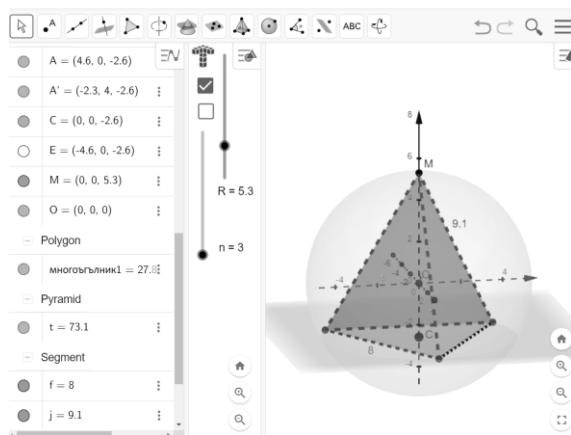 ABC
A = (4.6, 0, -2.6)
A' = (-2.3, 4, -2.6)
C = (0, 0, -2.6)
E = (-4.6, 0, -2.6)
M = (0, 0, 5.3)
O = (0, 0, 0)
Polygon
многоъгълник1 = 27.8
Pyramid
t = 73.1
Segment
f = 8
j = 9.1
R = 5.3
n = 3
8
6
M
9.1
2
-4
4
O
C
8
-4